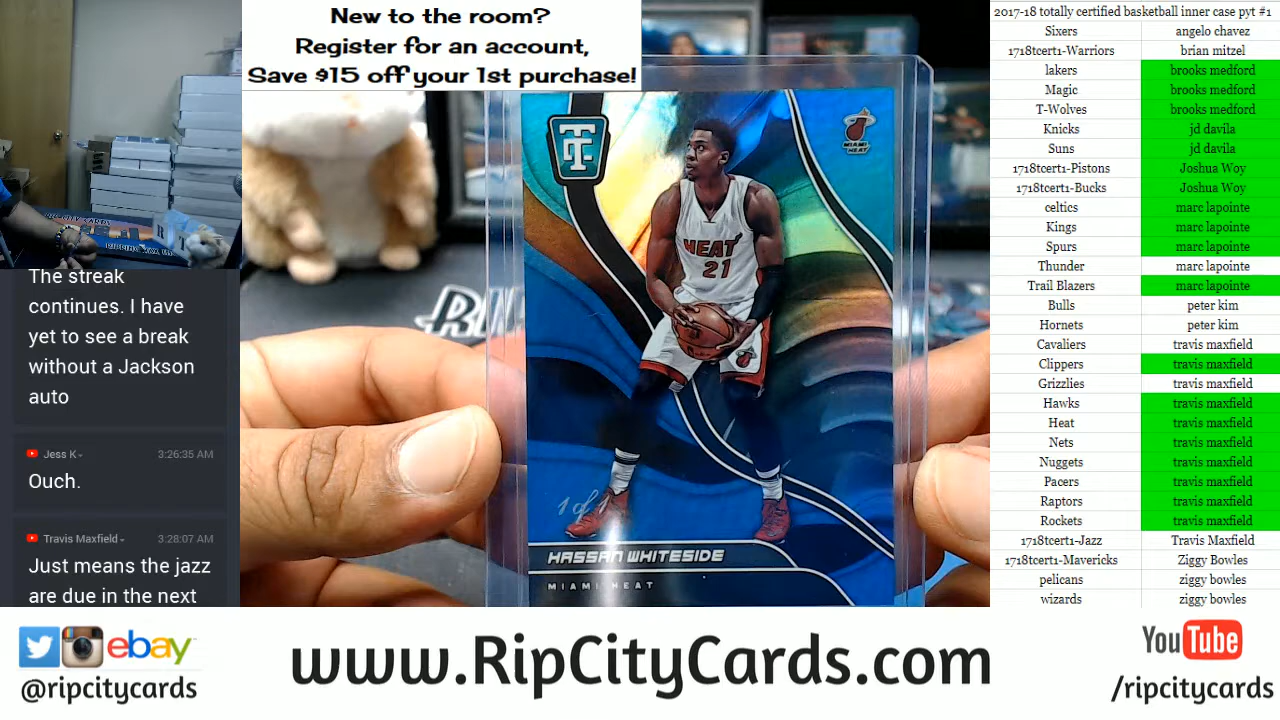 New to the room?
Register for an account,
Save $15 off your 1st purchase!
The streak
continues. I have
yet to see a break
without a Jackson
auto
Jess K
3:26:35 AM
Ouch.
Travis Maxfield
3:28:07 AM
Just means the jazz
are due in the next
MIAMI HEAT
HEAT
21
1 of 1
HASSAN WHITESIDE
MIAMI HEAT
2017-18 totally certified basketball inner case pyt #1
Sixers angelo chavez
1718tcert1-Warriors brian mitzel
lakers brooks medford
Magic brooks medford
T-Wolves brooks medford
Knicks jd davila
Suns jd davila
1718tcert1-Pistons Joshua Woy
1718tcert1-Bucks Joshua Woy
celtics marc lapointe
Kings marc lapointe
Spurs marc lapointe
Thunder marc lapointe
Trail Blazers marc lapointe
Bulls peter kim
Hornets peter kim
Cavaliers travis maxfield
Clippers travis maxfield
Grizzlies travis maxfield
Hawks travis maxfield
Heat travis maxfield
Nets travis maxfield
Nuggets travis maxfield
Pacers travis maxfield
Raptors travis maxfield
Rockets travis maxfield
1718tcert1-Jazz Travis Maxfield
1718tcert1-Mavericks Ziggy Bowles
pelicans ziggy bowles
wizards ziggy bowles
ebay
@ripcitycards
www.RipCityCards.com
YouTube
/ripcitycards